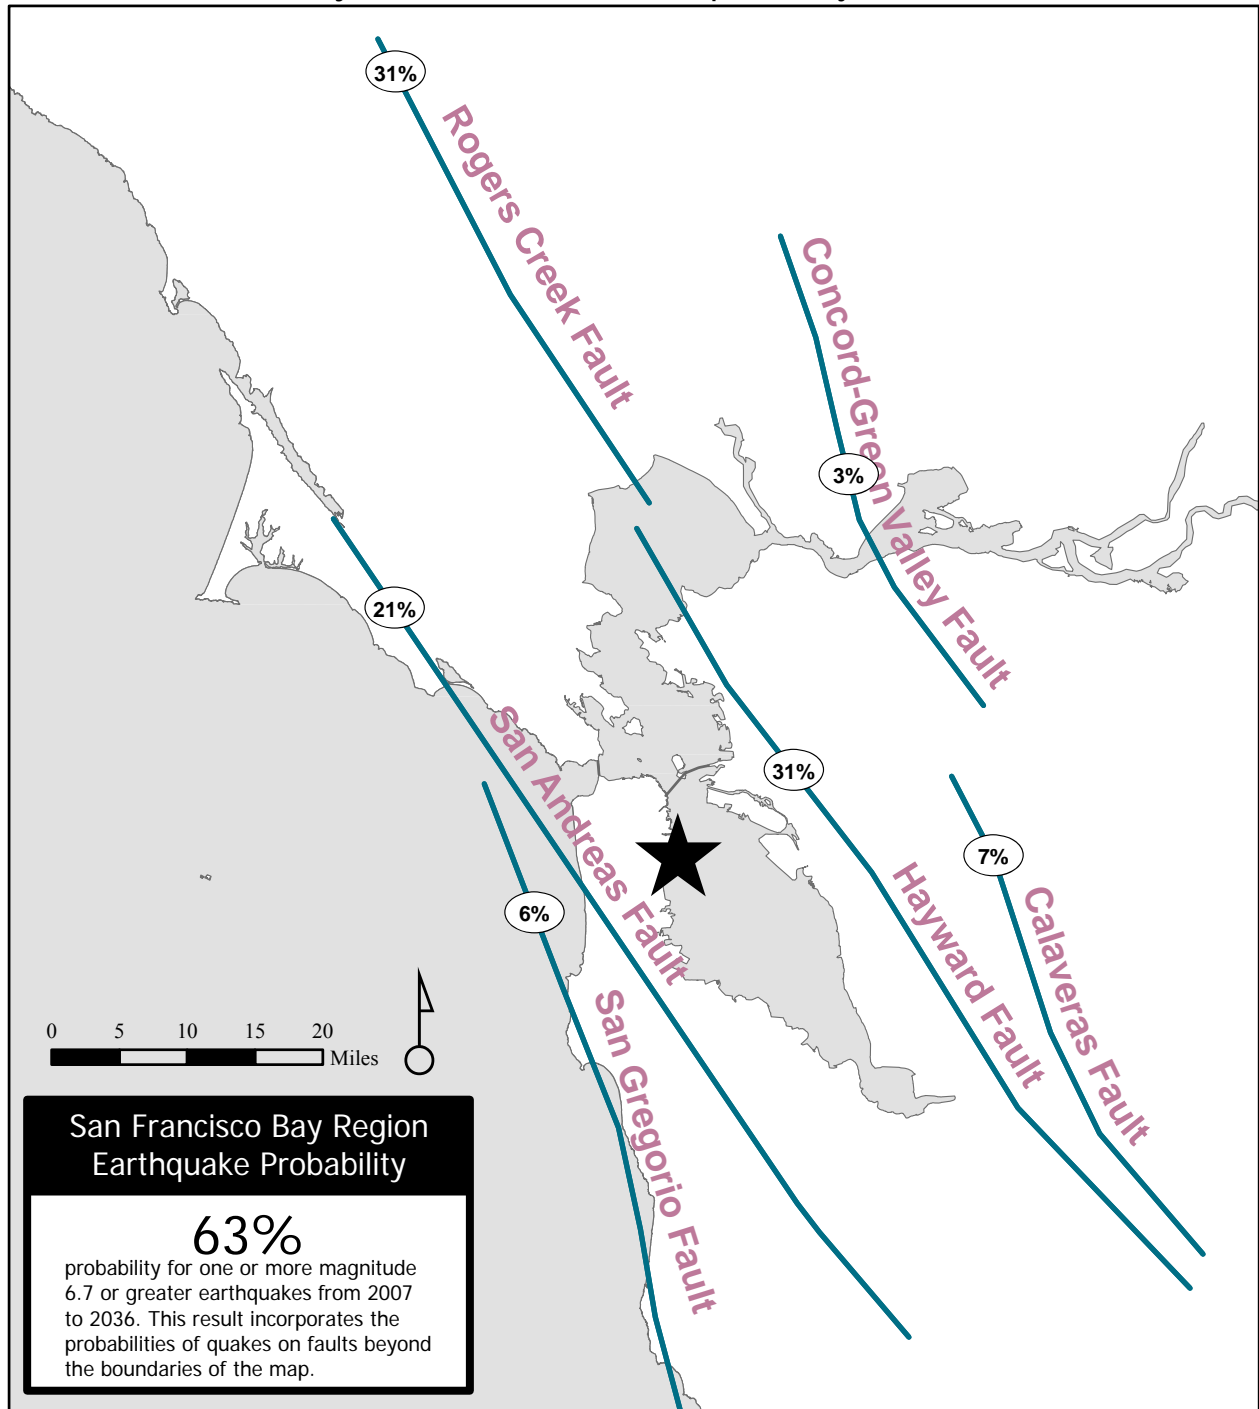 31%
Rogers Creek Fault
Concord-Green Valley Fault
3%
21%
San Andreas Fault
31%
7%
6%
Hayward Fault
Calaveras Fault
San Gregorio Fault
0 5 10 15 20
Miles
San Francisco Bay Region
Earthquake Probability
63%
probability for one or more magnitude
6.7 or greater earthquakes from 2007
to 2036. This result incorporates the
probabilities of quakes on faults beyond
the boundaries of the map.